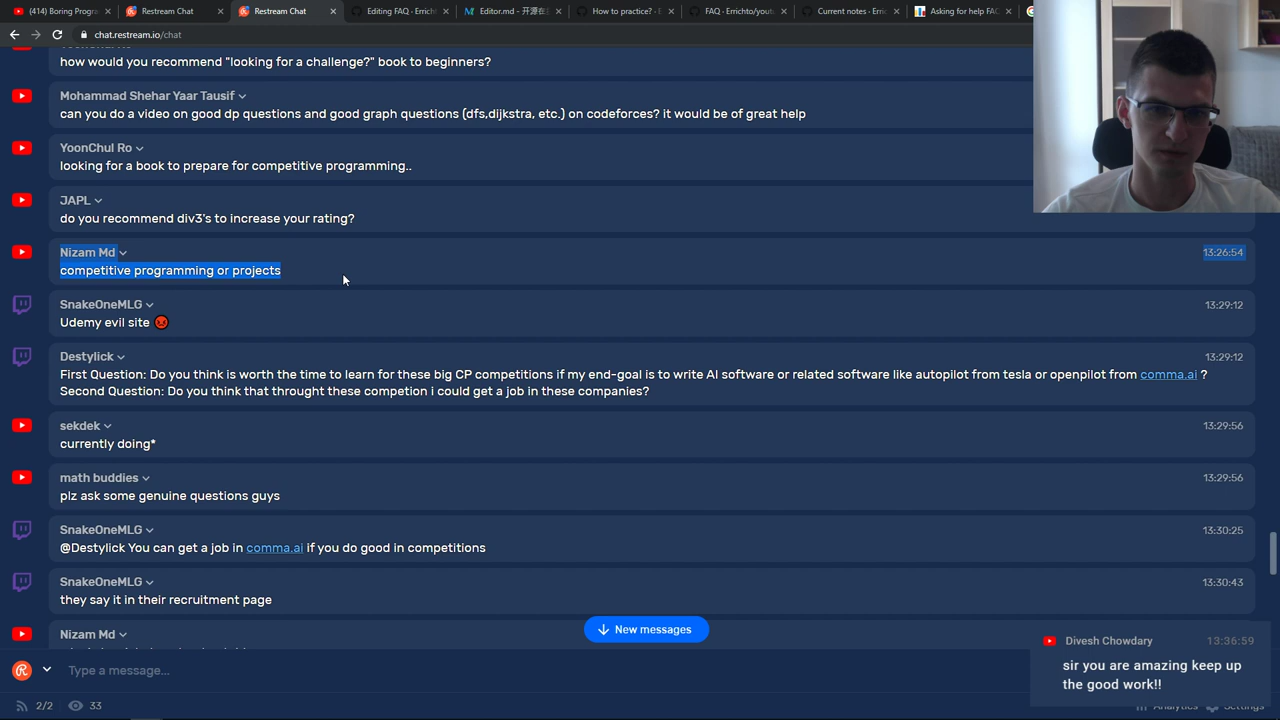 (414) Boring Progra
Restream Chat
Restream Chat
Editing FAQ · Erricht
Editor.md - 开源在
How to practice? · E
FAQ · Errichto/yout
Current notes · Erric
Asking for help FAQ
chat.restream.io/chat
how would you recommend "looking for a challenge?" book to beginners?
Mohammad Shehar Yaar Tausif
can you do a video on good dp questions and good graph questions (dfs,dijkstra, etc.) on codeforces? it would be of great help
YoonChul Ro
looking for a book to prepare for competitive programming..
JAPL
do you recommend div3's to increase your rating?
Nizam Md 13:26:54
competitive programming or projects
SnakeOneMLG 13:29:12
Udemy evil site 😡
Destylick 13:29:12
First Question: Do you think is worth the time to learn for these big CP competitions if my end-goal is to write AI software or related software like autopilot from tesla or openpilot from comma.ai ?
Second Question: Do you think that throught these competion i could get a job in these companies?
sekdek 13:29:56
currently doing*
math buddies 13:29:56
plz ask some genuine questions guys
SnakeOneMLG 13:30:25
@Destylick You can get a job in comma.ai if you do good in competitions
SnakeOneMLG 13:30:43
they say it in their recruitment page
New messages
Nizam Md
Divesh Chowdary 13:36:59
sir you are amazing keep up
the good work!!
Type a message...
2/2 33
Analytics Settings